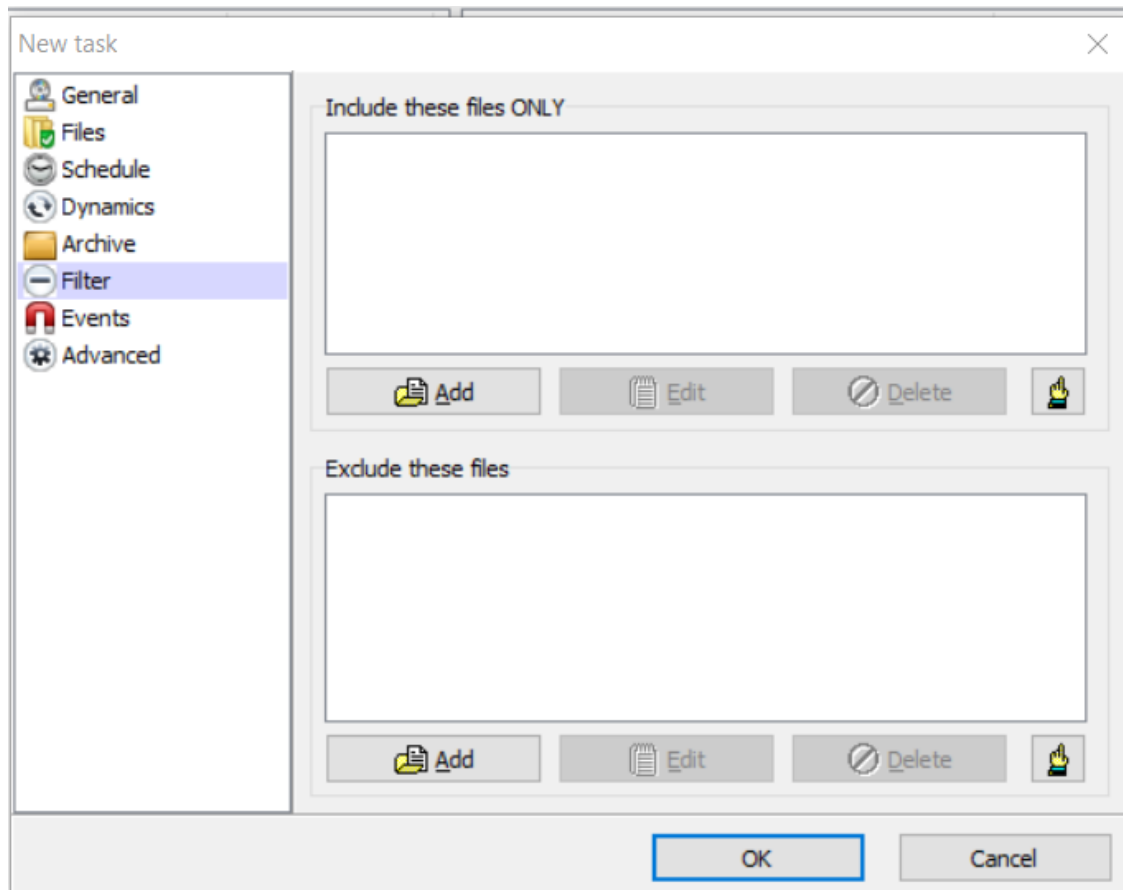 New task
General
Files
Schedule
Dynamics
Archive
Filter
Events
Advanced
Include these files ONLY
Add Edit Delete
Exclude these files
Add Edit Delete
OK Cancel